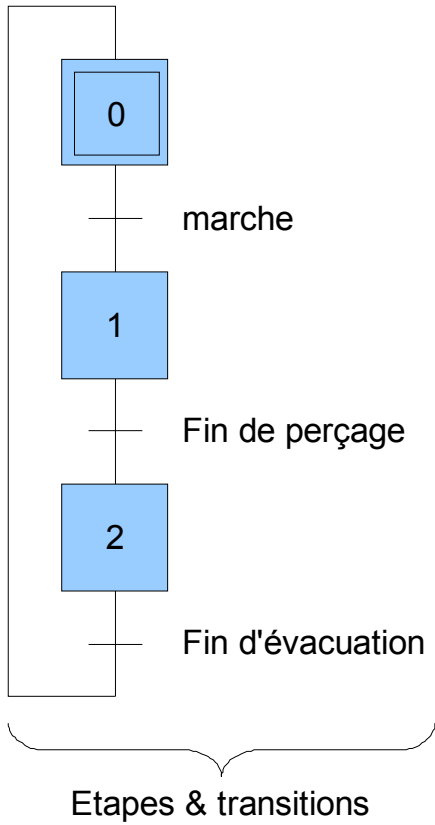 0
marche
1
Fin de perçage
2
Fin d'évacuation
Etapes & transitions